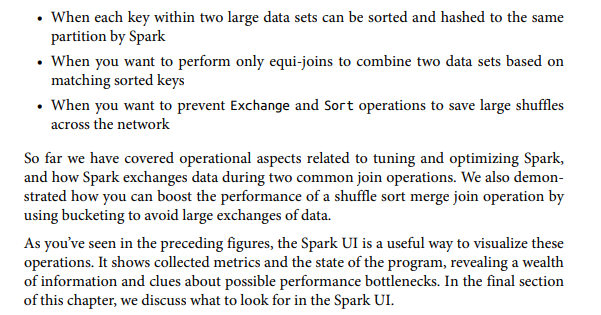 • When each key within two large data sets can be sorted and hashed to the same
partition by Spark
• When you want to perform only equi-joins to combine two data sets based on
matching sorted keys
• When you want to prevent Exchange and Sort operations to save large shuffles
across the network
So far we have covered operational aspects related to tuning and optimizing Spark,
and how Spark exchanges data during two common join operations. We also demon-
strated how you can boost the performance of a shuffle sort merge join operation by
using bucketing to avoid large exchanges of data.
As you've seen in the preceding figures, the Spark UI is a useful way to visualize these
operations. It shows collected metrics and the state of the program, revealing a wealth
of information and clues about possible performance bottlenecks. In the final section
of this chapter, we discuss what to look for in the Spark UI.